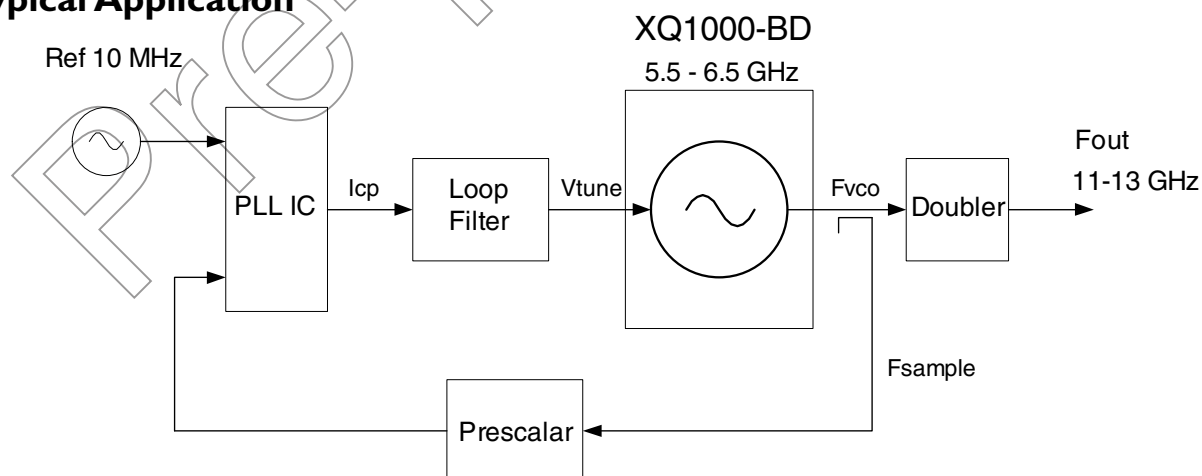 ypical Application
XQ1000-BD
5.5 - 6.5 GHz
Ref 10 MHz
PLL IC
Icp
Loop
Filter
Vtune
Fvco
Doubler
Fout
11-13 GHz
Fsample
Prescalar